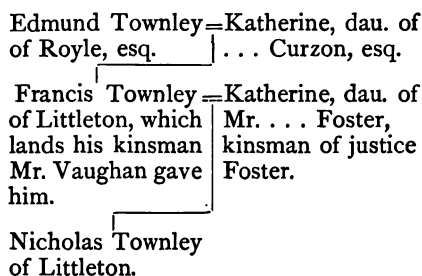 Edmund Townley=Katherine, dau. of
of Royle, esq. . . . Curzon, esq.
Francis Townley=Katherine, dau. of
of Littleton, which Mr. . . . Foster,
lands his kinsman kinsman of justice
Mr. Vaughan gave Foster.
him.
Nicholas Townley
of Littleton.